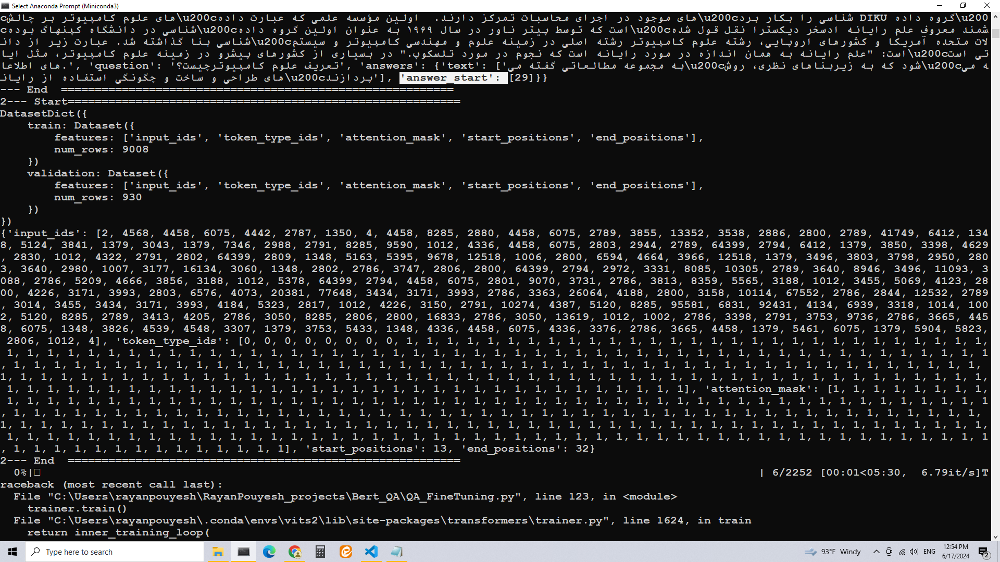 Select Anaconda Prompt (Miniconda3)
گروه داده DIKU شناسی را بکار برد\u200cهای موجود در اجرای محاسبات تمرکز دارند.  اولین مؤسسه علمی که عبارت داده\u200cهای علوم کامپیوتر بر چالش\u200c
شمند معروف علم رایانه ادسخر دیکسترا نقل قول شده\u200cاست که توسط پیتر ناور در سال ۱۹۶۹ به عنوان اولین گروه داده\u200cشناسی در دانشگاه کپنهاگ بوده\u200c
لات متحده آمریکا و کشورهای اروپایی، رشته علوم کامپیوتر رشته اصلی در زمینه علوم و مهندسی کامپیوتر و سیستم\u200cشناسی بنا گذاشته شد. عبارت زیر از دان
تی است\u200cاست: "علم رایانه به همان اندازه در مورد رایانه است که نجوم در مورد تلسکوپ." در بسیاری از کشورهای پیشرو در زمینه علوم کامپیوتر، مثل ایا
های اطلاعا.', 'question': 'تعریف علوم کامپیوترچیست؟', 'answers': {'text': ['به مجموعه مطالعاتی گفته می\u200cشود که به زیربناهای نظری، روش\u200cه می
های طراحی و ساخت و چگونگی استفاده از رایان\u200cپردازند'], 'answer_start': [29]}}
--- End  ==========================================================
2--- Start==========================================================
DatasetDict({
    train: Dataset({
        features: ['input_ids', 'token_type_ids', 'attention_mask', 'start_positions', 'end_positions'],
        num_rows: 9008
    })
    validation: Dataset({
        features: ['input_ids', 'token_type_ids', 'attention_mask', 'start_positions', 'end_positions'],
        num_rows: 930
    })
})
{'input_ids': [2, 4568, 4458, 6075, 4442, 2787, 1350, 4, 4458, 8285, 2880, 4458, 6075, 2789, 3855, 13352, 3538, 2886, 2800, 2789, 41749, 6412, 134
8, 5124, 3841, 1379, 3043, 1379, 7346, 2988, 2791, 8285, 9590, 1012, 4336, 4458, 6075, 2803, 2944, 2789, 64399, 2794, 6412, 1379, 3850, 3398, 4629
, 2830, 1012, 4322, 2791, 2802, 64399, 2809, 1348, 5163, 5395, 9678, 12518, 1006, 2800, 6594, 4664, 3966, 12518, 1379, 3496, 3803, 3798, 2950, 280
3, 3640, 2980, 1007, 3177, 16134, 3060, 1348, 2802, 2786, 3747, 2806, 2800, 64399, 2794, 2972, 3331, 8085, 10305, 2789, 3640, 8946, 3496, 11093, 3
088, 2786, 5209, 4666, 3856, 3188, 1012, 5378, 64399, 2794, 4458, 6075, 2801, 9070, 3731, 2786, 3813, 8359, 5565, 3188, 1012, 3455, 5069, 4123, 28
00, 4226, 3171, 3993, 2803, 6576, 4073, 20381, 77648, 3434, 3171, 3993, 2786, 3363, 26064, 4188, 2800, 3158, 10114, 67552, 2786, 2844, 12532, 2789
, 3014, 3455, 3434, 3171, 3993, 4184, 5323, 2817, 1012, 4226, 3150, 2791, 10274, 4387, 5120, 8285, 95581, 6831, 92431, 4134, 6939, 3318, 1014, 100
2, 5120, 8285, 2789, 3413, 4205, 2786, 3050, 8285, 2806, 2800, 16833, 2786, 3050, 13619, 1012, 1002, 2786, 3398, 2791, 3753, 9736, 2786, 3665, 445
8, 6075, 1348, 3826, 4539, 4548, 3307, 1379, 3753, 5433, 1348, 4336, 4458, 6075, 4336, 3376, 2786, 3665, 4458, 1379, 5461, 6075, 1379, 5904, 5823,
 2806, 1012, 4], 'token_type_ids': [0, 0, 0, 0, 0, 0, 0, 0, 1, 1, 1, 1, 1, 1, 1, 1, 1, 1, 1, 1, 1, 1, 1, 1, 1, 1, 1, 1, 1, 1, 1, 1, 1, 1, 1, 1, 1,
 1, 1, 1, 1, 1, 1, 1, 1, 1, 1, 1, 1, 1, 1, 1, 1, 1, 1, 1, 1, 1, 1, 1, 1, 1, 1, 1, 1, 1, 1, 1, 1, 1, 1, 1, 1, 1, 1, 1, 1, 1, 1, 1, 1, 1, 1, 1, 1, 1
, 1, 1, 1, 1, 1, 1, 1, 1, 1, 1, 1, 1, 1, 1, 1, 1, 1, 1, 1, 1, 1, 1, 1, 1, 1, 1, 1, 1, 1, 1, 1, 1, 1, 1, 1, 1, 1, 1, 1, 1, 1, 1, 1, 1, 1, 1, 1, 1, 
1, 1, 1, 1, 1, 1, 1, 1, 1, 1, 1, 1, 1, 1, 1, 1, 1, 1, 1, 1, 1, 1, 1, 1, 1, 1, 1, 1, 1, 1, 1, 1, 1, 1, 1, 1, 1, 1, 1, 1, 1, 1, 1, 1, 1, 1, 1, 1, 1,
 1, 1, 1, 1, 1, 1, 1, 1, 1, 1, 1, 1, 1, 1, 1, 1, 1, 1, 1, 1, 1, 1, 1, 1, 1, 1, 1, 1, 1, 1, 1, 1, 1, 1], 'attention_mask': [1, 1, 1, 1, 1, 1, 1, 1,
 1, 1, 1, 1, 1, 1, 1, 1, 1, 1, 1, 1, 1, 1, 1, 1, 1, 1, 1, 1, 1, 1, 1, 1, 1, 1, 1, 1, 1, 1, 1, 1, 1, 1, 1, 1, 1, 1, 1, 1, 1
, 1, 1, 1, 1, 1, 1, 1, 1, 1, 1, 1, 1, 1, 1, 1, 1, 1, 1, 1, 1, 1, 1, 1, 1, 1, 1, 1, 1, 1, 1, 1, 1, 1, 1, 1, 1, 1, 1, 1, 1, 1, 1, 1, 1, 1, 1, 1, 1, 
1, 1, 1, 1, 1, 1, 1, 1, 1, 1, 1, 1, 1, 1, 1, 1, 1, 1, 1, 1, 1, 1, 1, 1, 1, 1, 1, 1, 1, 1, 1, 1, 1, 1, 1, 1, 1, 1, 1, 1, 1, 1, 1, 1, 1, 1, 1, 1, 1,
 1, 1, 1, 1, 1, 1, 1, 1, 1, 1, 1, 1, 1, 1, 1, 1, 1, 1, 1, 1, 1, 1, 1, 1, 1, 1, 1, 1, 1, 1, 1, 1, 1, 1, 1, 1, 1, 1, 1, 1, 1, 1, 1, 1, 1, 1, 1, 1, 1
, 1, 1, 1, 1, 1, 1, 1, 1, 1, 1, 1, 1, 1, 1], 'start_positions': 13, 'end_positions': 32}
2--- End  ==========================================================
  0%| | 6/2252 [00:01<05:30,  6.79it/s]T
raceback (most recent call last):
  File "C:\Users\rayanpouyesh\RayanPouyesh_projects\Bert_QA\QA_FineTuning.py", line 123, in <module>
    trainer.train()
  File "C:\Users\rayanpouyesh\.conda\envs\vits2\lib\site-packages\transformers\trainer.py", line 1624, in train
    return inner_training_loop(
Type here to search
93°F Windy
ENG
12:54 PM
6/17/2024
2